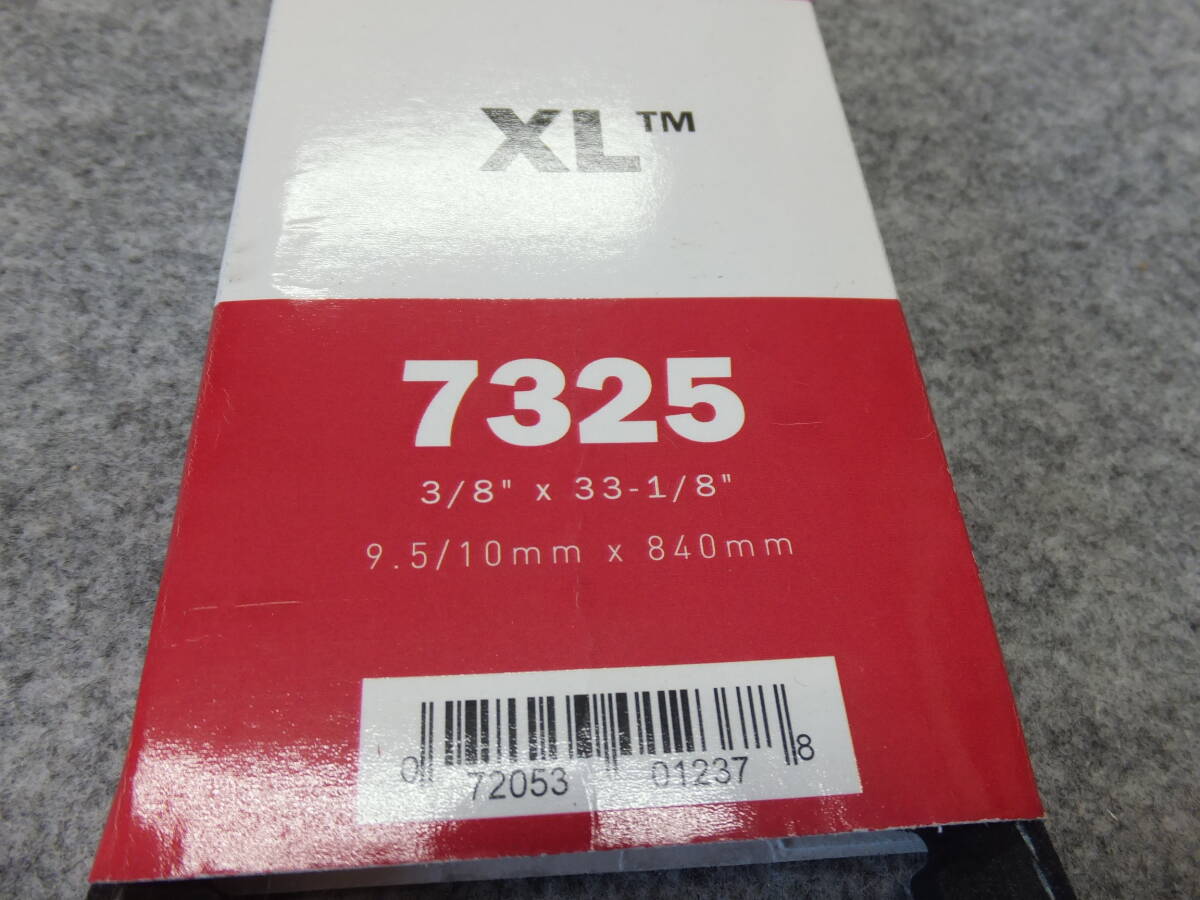 XL™
7325
3/8" x 33-1/8"
9.5/10mm x 840mm
0 72053 01237 8